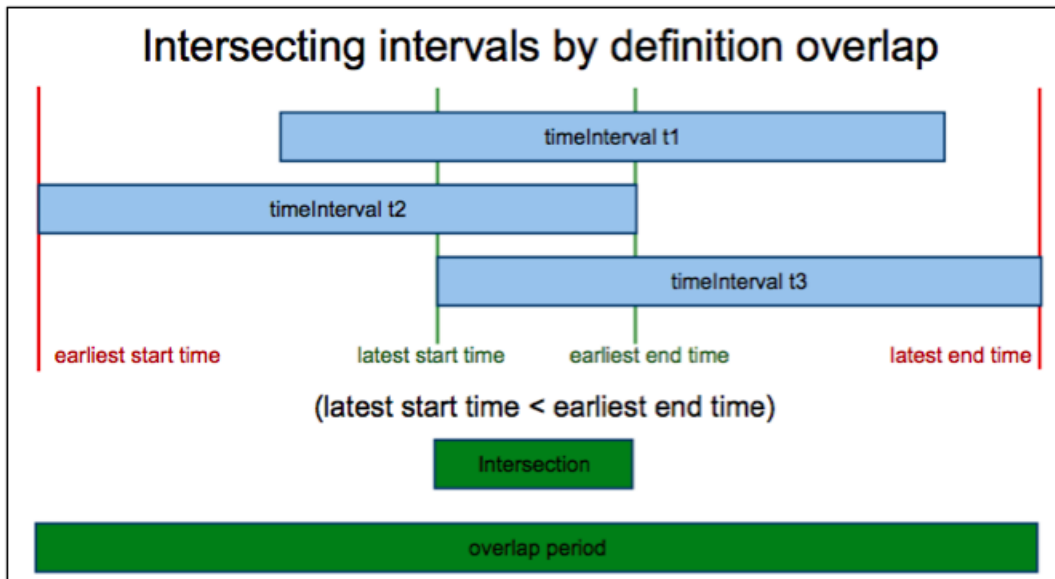 Intersecting intervals by definition overlap
timeInterval t1
timeInterval t2
timeInterval t3
earliest start time
latest start time
earliest end time
latest end time
(latest start time < earliest end time)
Intersection
overlap period